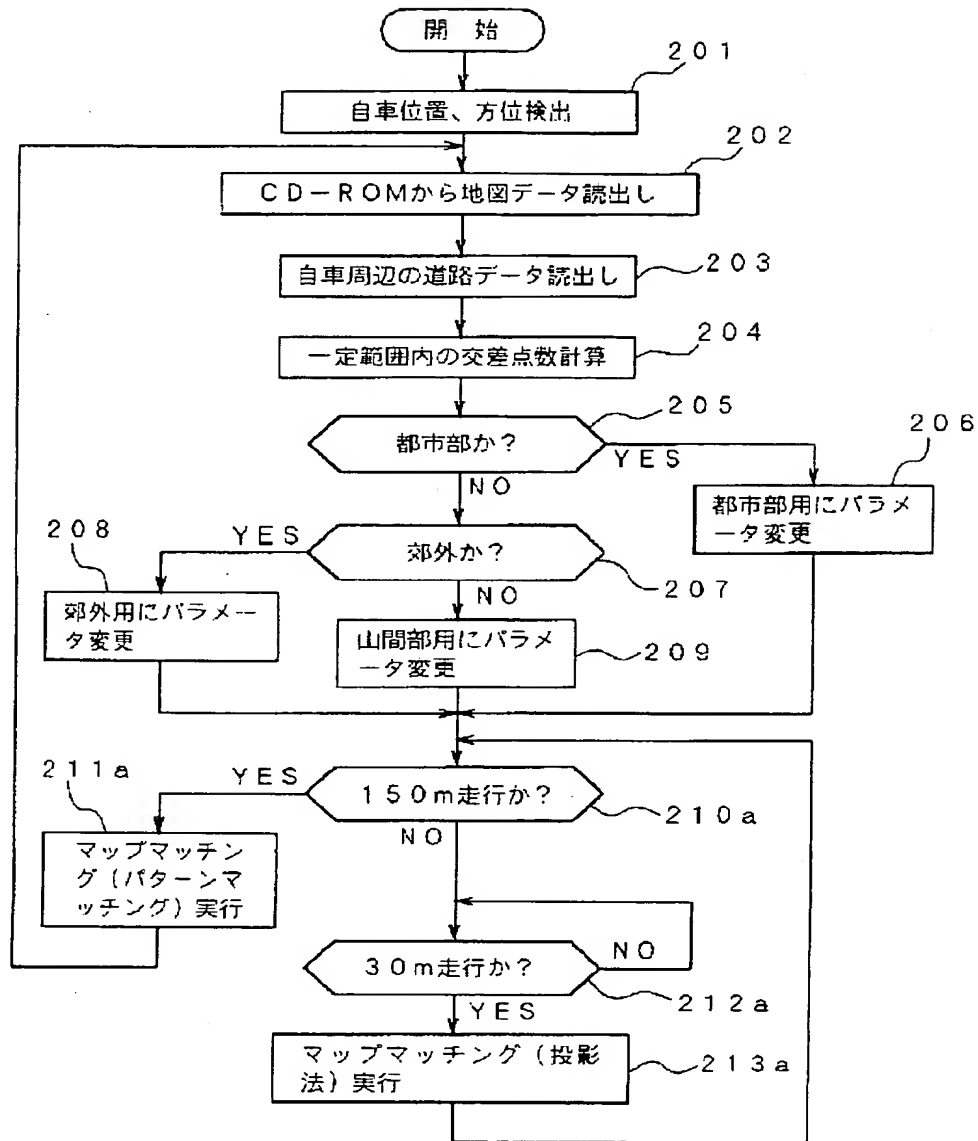 開 始
201
自車位置、方位検出
202
CD-ROMから地図データ読出し
203
自車周辺の道路データ読出し
204
一定範囲内の交差点数計算
205
都市部か?
YES
206
NO
都市部用にパラメ
ータ変更
208
YES
郊外か?
207
NO
郊外用にパラメー
タ変更
山間部用にパラメ
ータ変更
209
211a
YES
150m走行か?
210a
NO
マップマッチン
グ(パターンマ
ッチング)実行
30m走行か?
NO
212a
YES
マップマッチング(投影
法)実行
213a